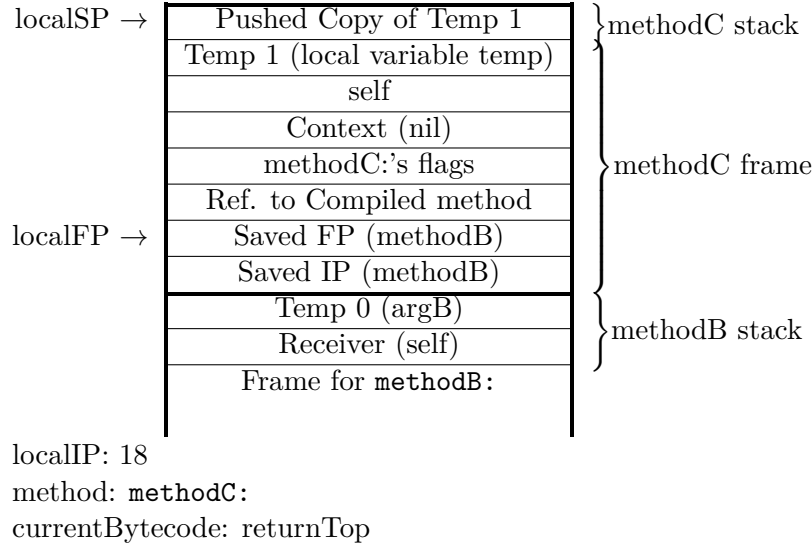 localSP → Pushed Copy of Temp 1 methodC stack
Temp 1 (local variable temp)
self
Context (nil)
methodC:'s flags methodC frame
Ref. to Compiled method
localFP → Saved FP (methodB)
Saved IP (methodB)
Temp 0 (argB)
Receiver (self) methodB stack
Frame for methodB:
localIP: 18
method: methodC:
currentBytecode: returnTop